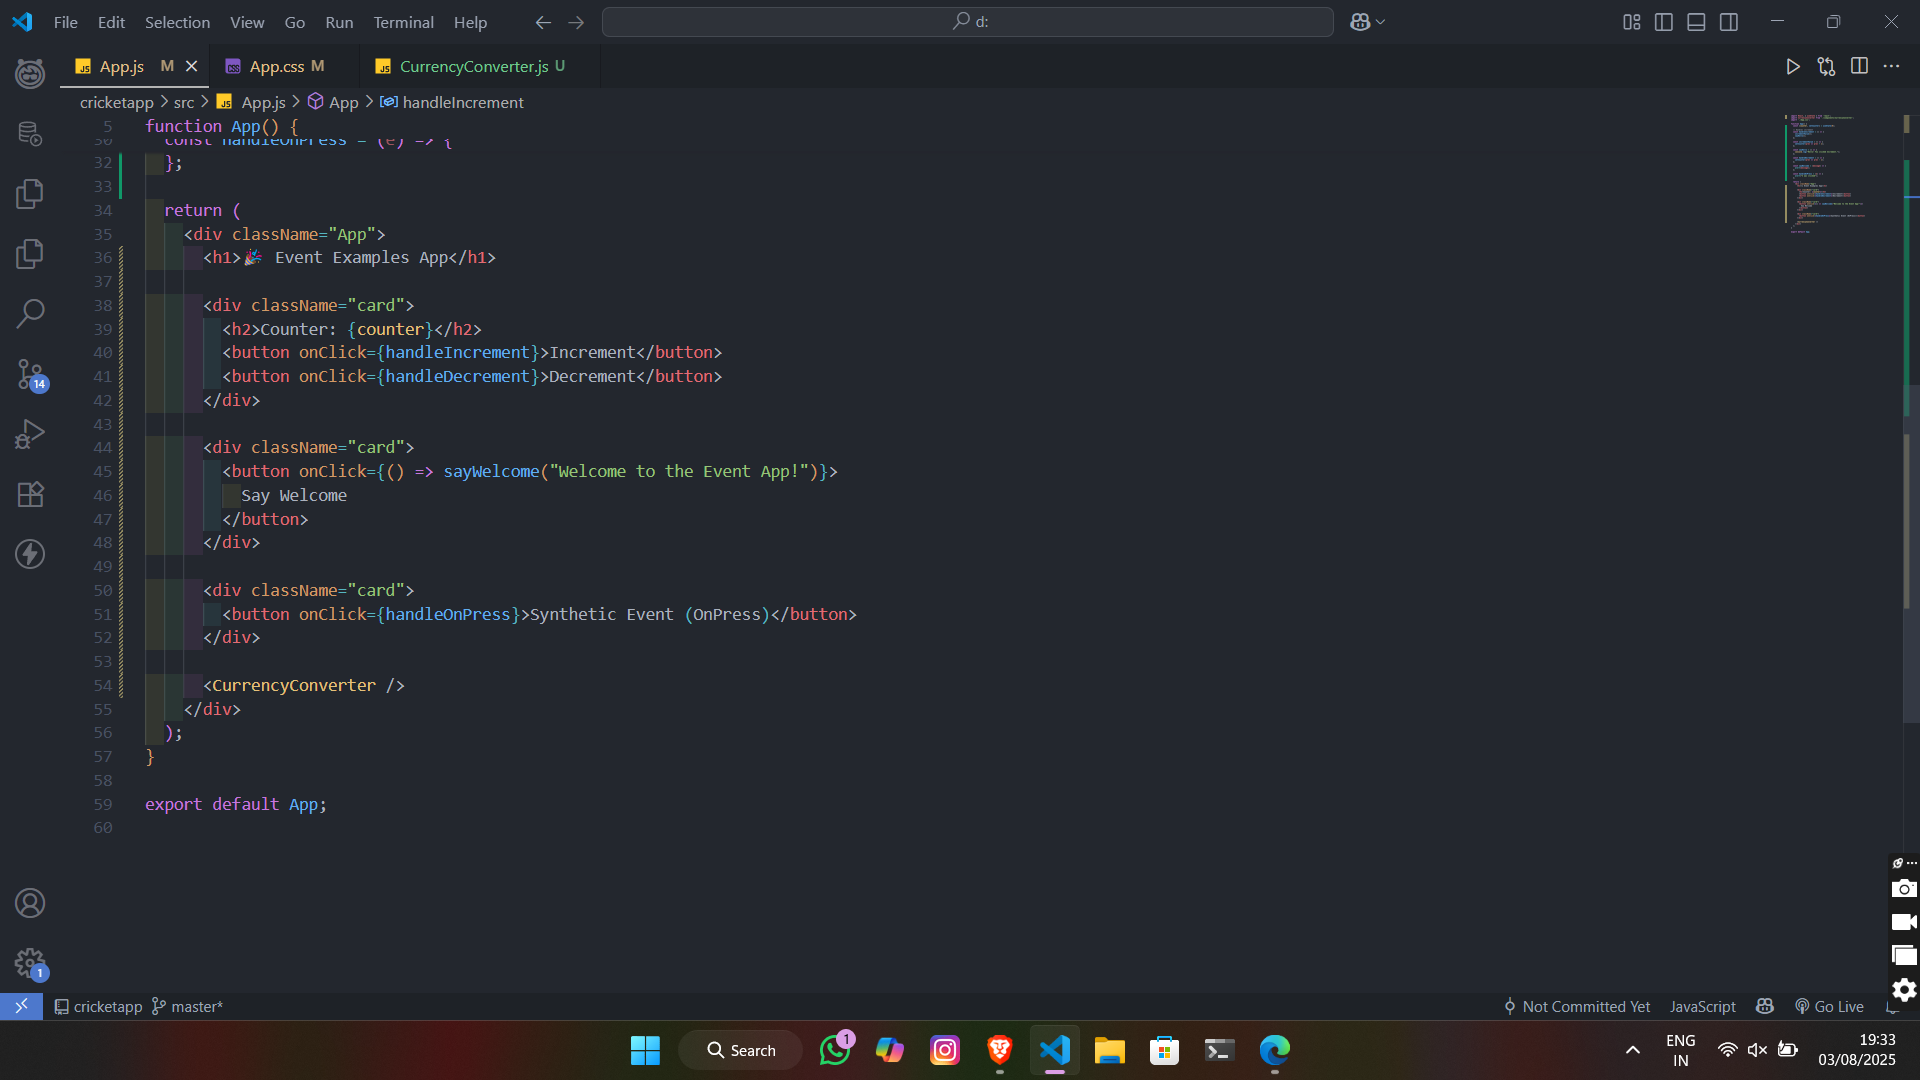 File Edit Selection View Go Run Terminal Help
d:
App.js M
App.css M
CurrencyConverter.js U
cricketapp > src > App.js > App > handleIncrement
5 function App() {
30 const handleOnPress = (e) => {
32 };
33
34 return (
35 <div className="App">
36 <h1>🎉 Event Examples App</h1>
37
38 <div className="card">
39 <h2>Counter: {counter}</h2>
40 <button onClick={handleIncrement}>Increment</button>
41 <button onClick={handleDecrement}>Decrement</button>
42 </div>
43
44 <div className="card">
45 <button onClick={() => sayWelcome("Welcome to the Event App!")}>
46 Say Welcome
47 </button>
48 </div>
49
50 <div className="card">
51 <button onClick={handleOnPress}>Synthetic Event (OnPress)</button>
52 </div>
53
54 <CurrencyConverter />
55 </div>
56 );
57 }
58
59 export default App;
60
14
1
cricketapp master*
Not Committed Yet JavaScript Go Live
Search
1
ENG
IN
19:33
03/08/2025